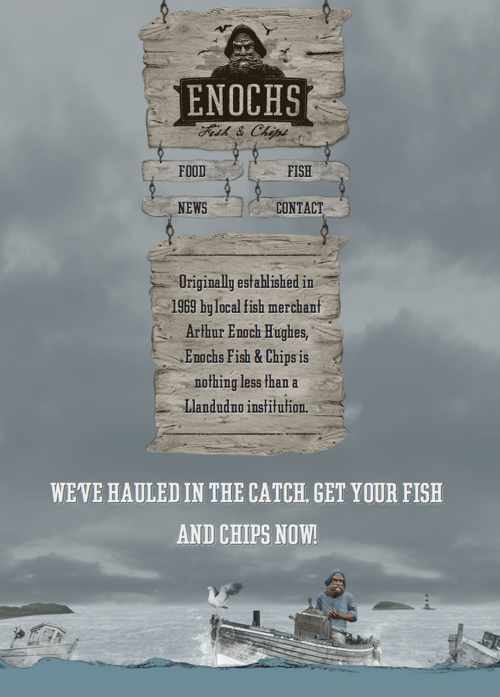 ENOCHS
Fish & Chips
FOOD
FISH
NEWS
CONTACT
Originally established in
1969 by local fish merchant
Arthur Enoch Hughes,
Enochs Fish & Chips is
nothing less than a
Llandudno institution.
WE'VE HAULED IN THE CATCH, GET YOUR FISH
AND CHIPS NOW!